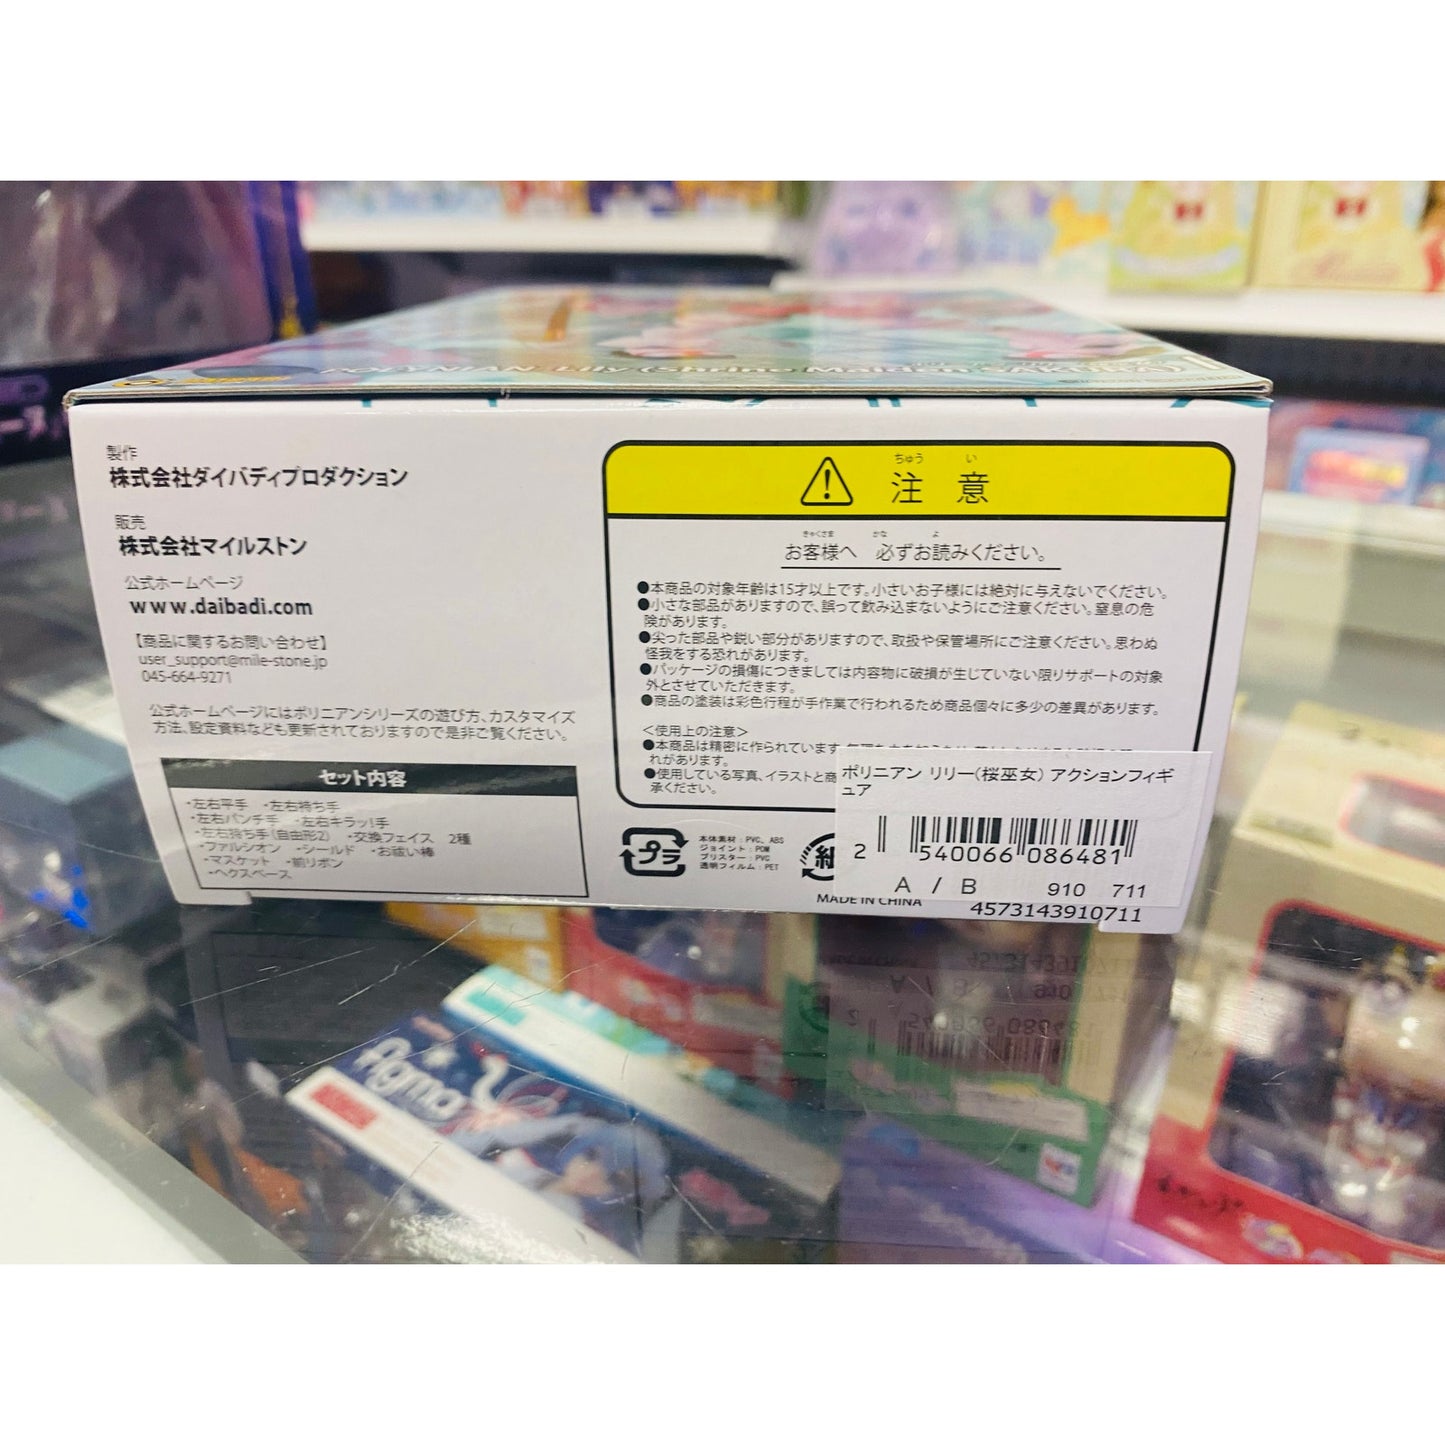 POLYNIAN Lily (Shrine Maiden SAKURA)
製作
株式会社ダイバディプロダクション
販売
株式会社マイルストン
公式ホームページ
www.daibadi.com
【商品に関するお問い合わせ】
user_support@mile-stone.jp
045-664-9271
公式ホームページにはポリニアンシリーズの遊び方、カスタマイズ
方法、設定資料なども更新されておりますので是非ご覧ください。
セット内容
・左右平手 ・左右持ち手
・左右パンチ手 ・左右キラッ!手
・左右持ち手(自由形2) ・交換フェイス 2種
・ファルシオン ・シールド ・お祓い棒
・マスケット ・前リボン
・ヘクスベース
ちゅう い
注意
きゃくさま かな よ
お客様へ 必ずお読みください。
●本商品の対象年齢は15才以上です。小さいお子様には絶対に与えないでください。
●小さな部品がありますので、誤って飲み込まないようにご注意ください。窒息の危
険があります。
●尖った部品や鋭い部分がありますので、取扱や保管場所にご注意ください。思わぬ
怪我をする恐れがあります。
●パッケージの損傷につきましては内容物に破損が生じていない限りサポートの対象
外とさせていただきます。
●商品の塗装は彩色行程が手作業で行われるため商品個々に多少の差異があります。
<使用上の注意>
●本商品は精密に作られています
れがあります。
●使用している写真、イラストと商
承ください。
プラ
本体素材:PVC、ABS
ジョイント:POM
ブリスター:PVC
透明フィルム:PET
紙
MADE IN CHINA
ポリニアン リリー(桜巫女) アクションフィギ
ュア
2 540066 086481
A / B 910 711
4573143910711
figma